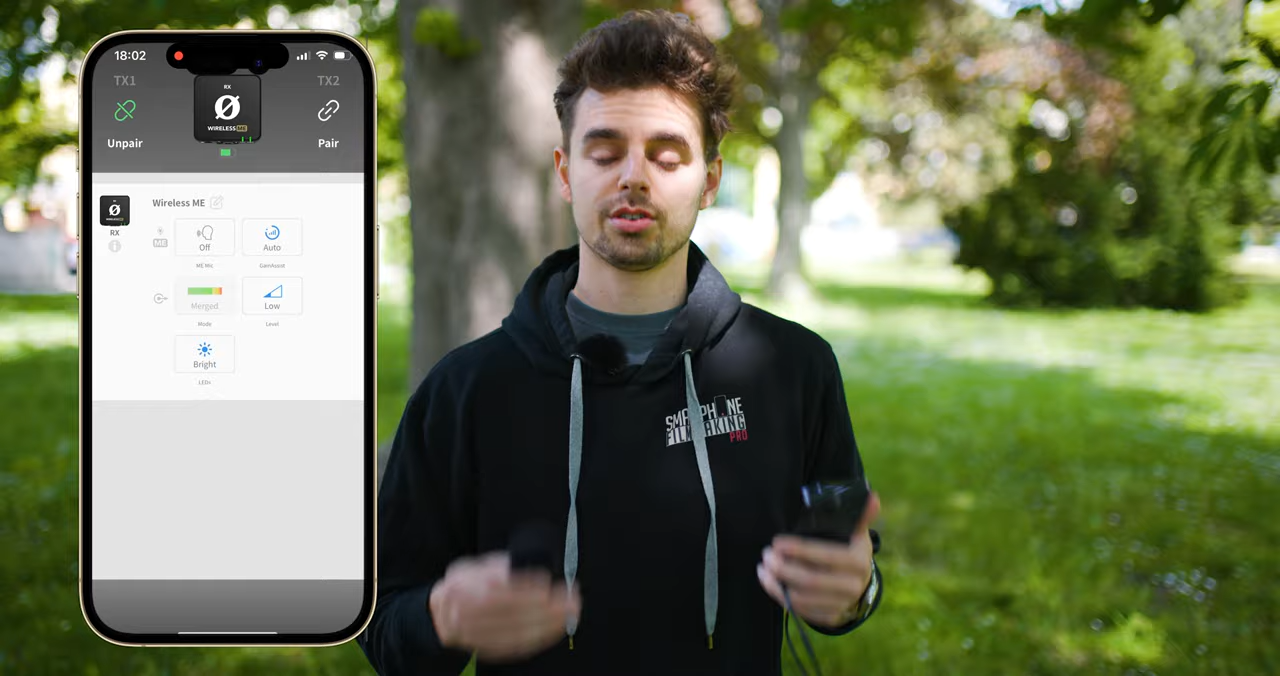 18:02
TX1
TX2
RX
WIRELESS ME
Unpair
Pair
Wireless ME
RX
ME
Off
Auto
ME Mic
GainAssist
Merged
Low
Mode
Level
Bright
LEDs
SMARTPHONE
FILMMAKING
PRO